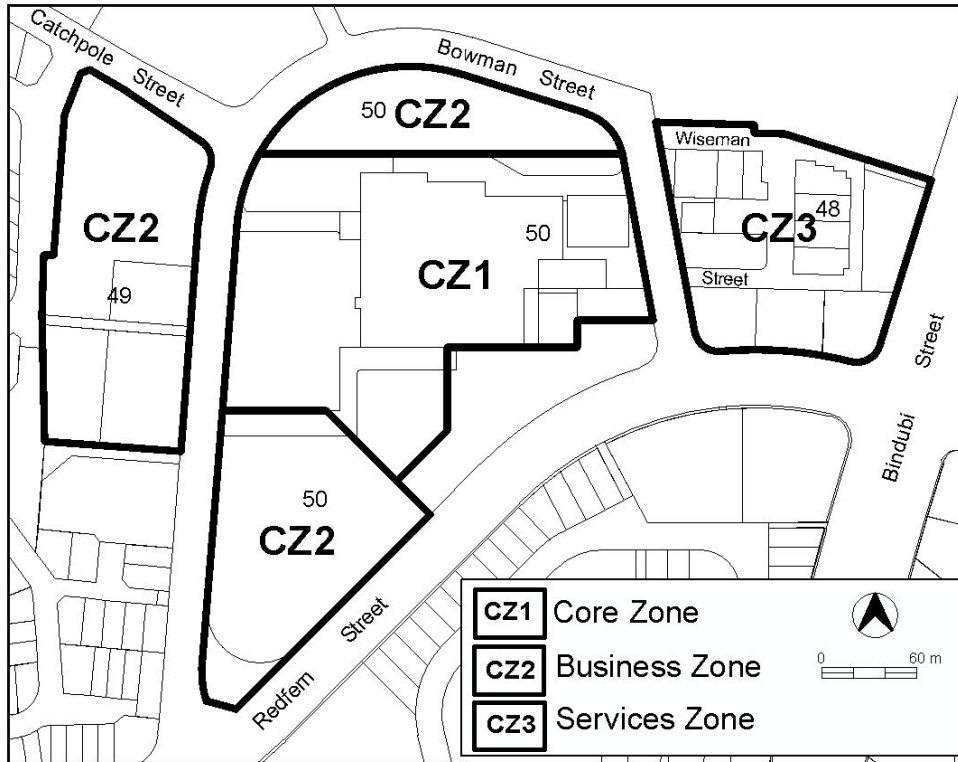 Catchpole Street
Bowman Street
50
CZ2
Wiseman
CZ2
50
48
CZ3
CZ1
Street
49
Street
Bindubi
50
CZ2
Redfern Street
CZ1 Core Zone
CZ2 Business Zone
CZ3 Services Zone
0 60 m